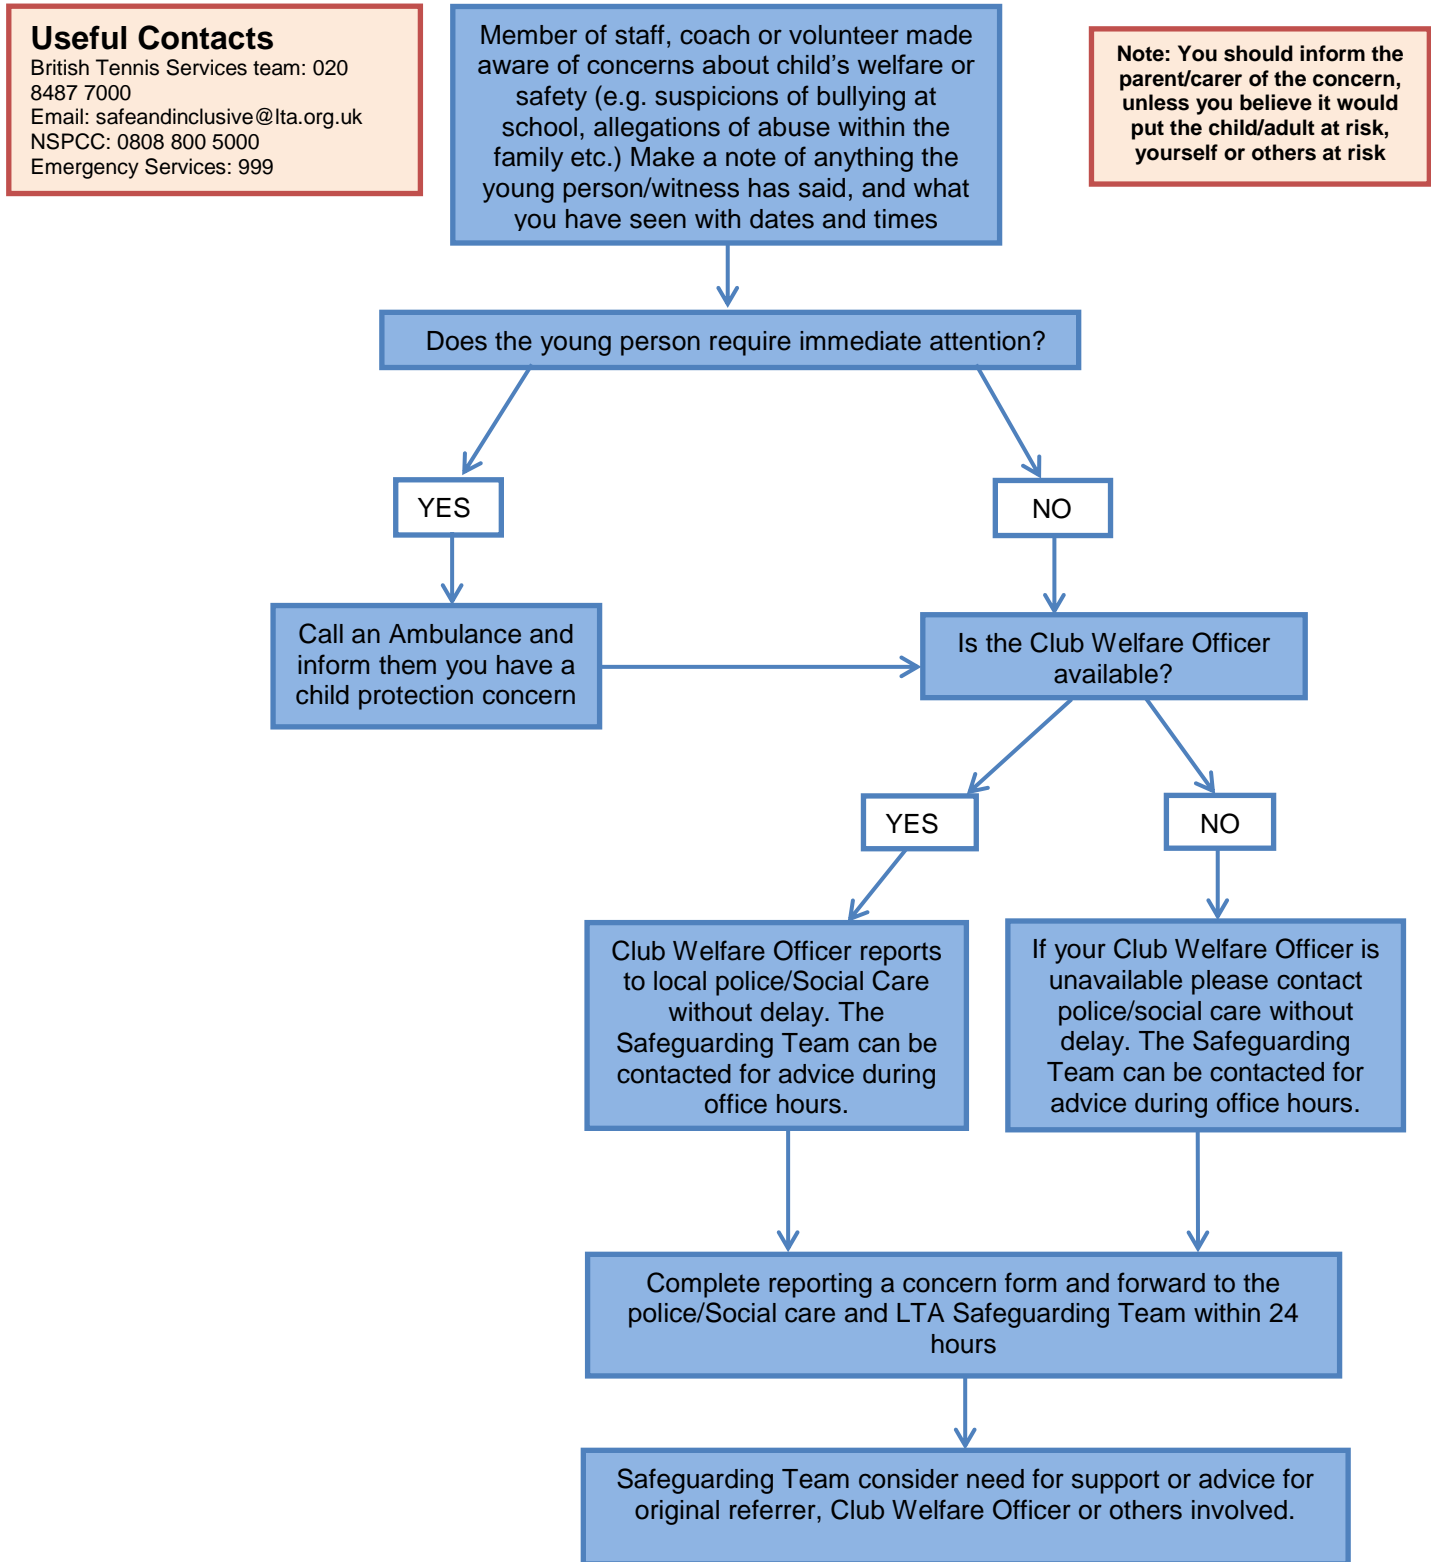 Useful Contacts
British Tennis Services team: 020
8487 7000
Email: safeandinclusive@lta.org.uk
NSPCC: 0808 800 5000
Emergency Services: 999
Member of staff, coach or volunteer made
aware of concerns about child's welfare or
safety (e.g. suspicions of bullying at
school, allegations of abuse within the
family etc.) Make a note of anything the
young person/witness has said, and what
you have seen with dates and times
Note: You should inform the
parent/carer of the concern,
unless you believe it would
put the child/adult at risk,
yourself or others at risk
Does the young person require immediate attention?
YES
NO
Call an Ambulance and
inform them you have a
child protection concern
Is the Club Welfare Officer
available?
YES
NO
Club Welfare Officer reports
to local police/Social Care
without delay. The
Safeguarding Team can be
contacted for advice during
office hours.
If your Club Welfare Officer is
unavailable please contact
police/social care without
delay. The Safeguarding
Team can be contacted for
advice during office hours.
Complete reporting a concern form and forward to the
police/Social care and LTA Safeguarding Team within 24
hours
Safeguarding Team consider need for support or advice for
original referrer, Club Welfare Officer or others involved.